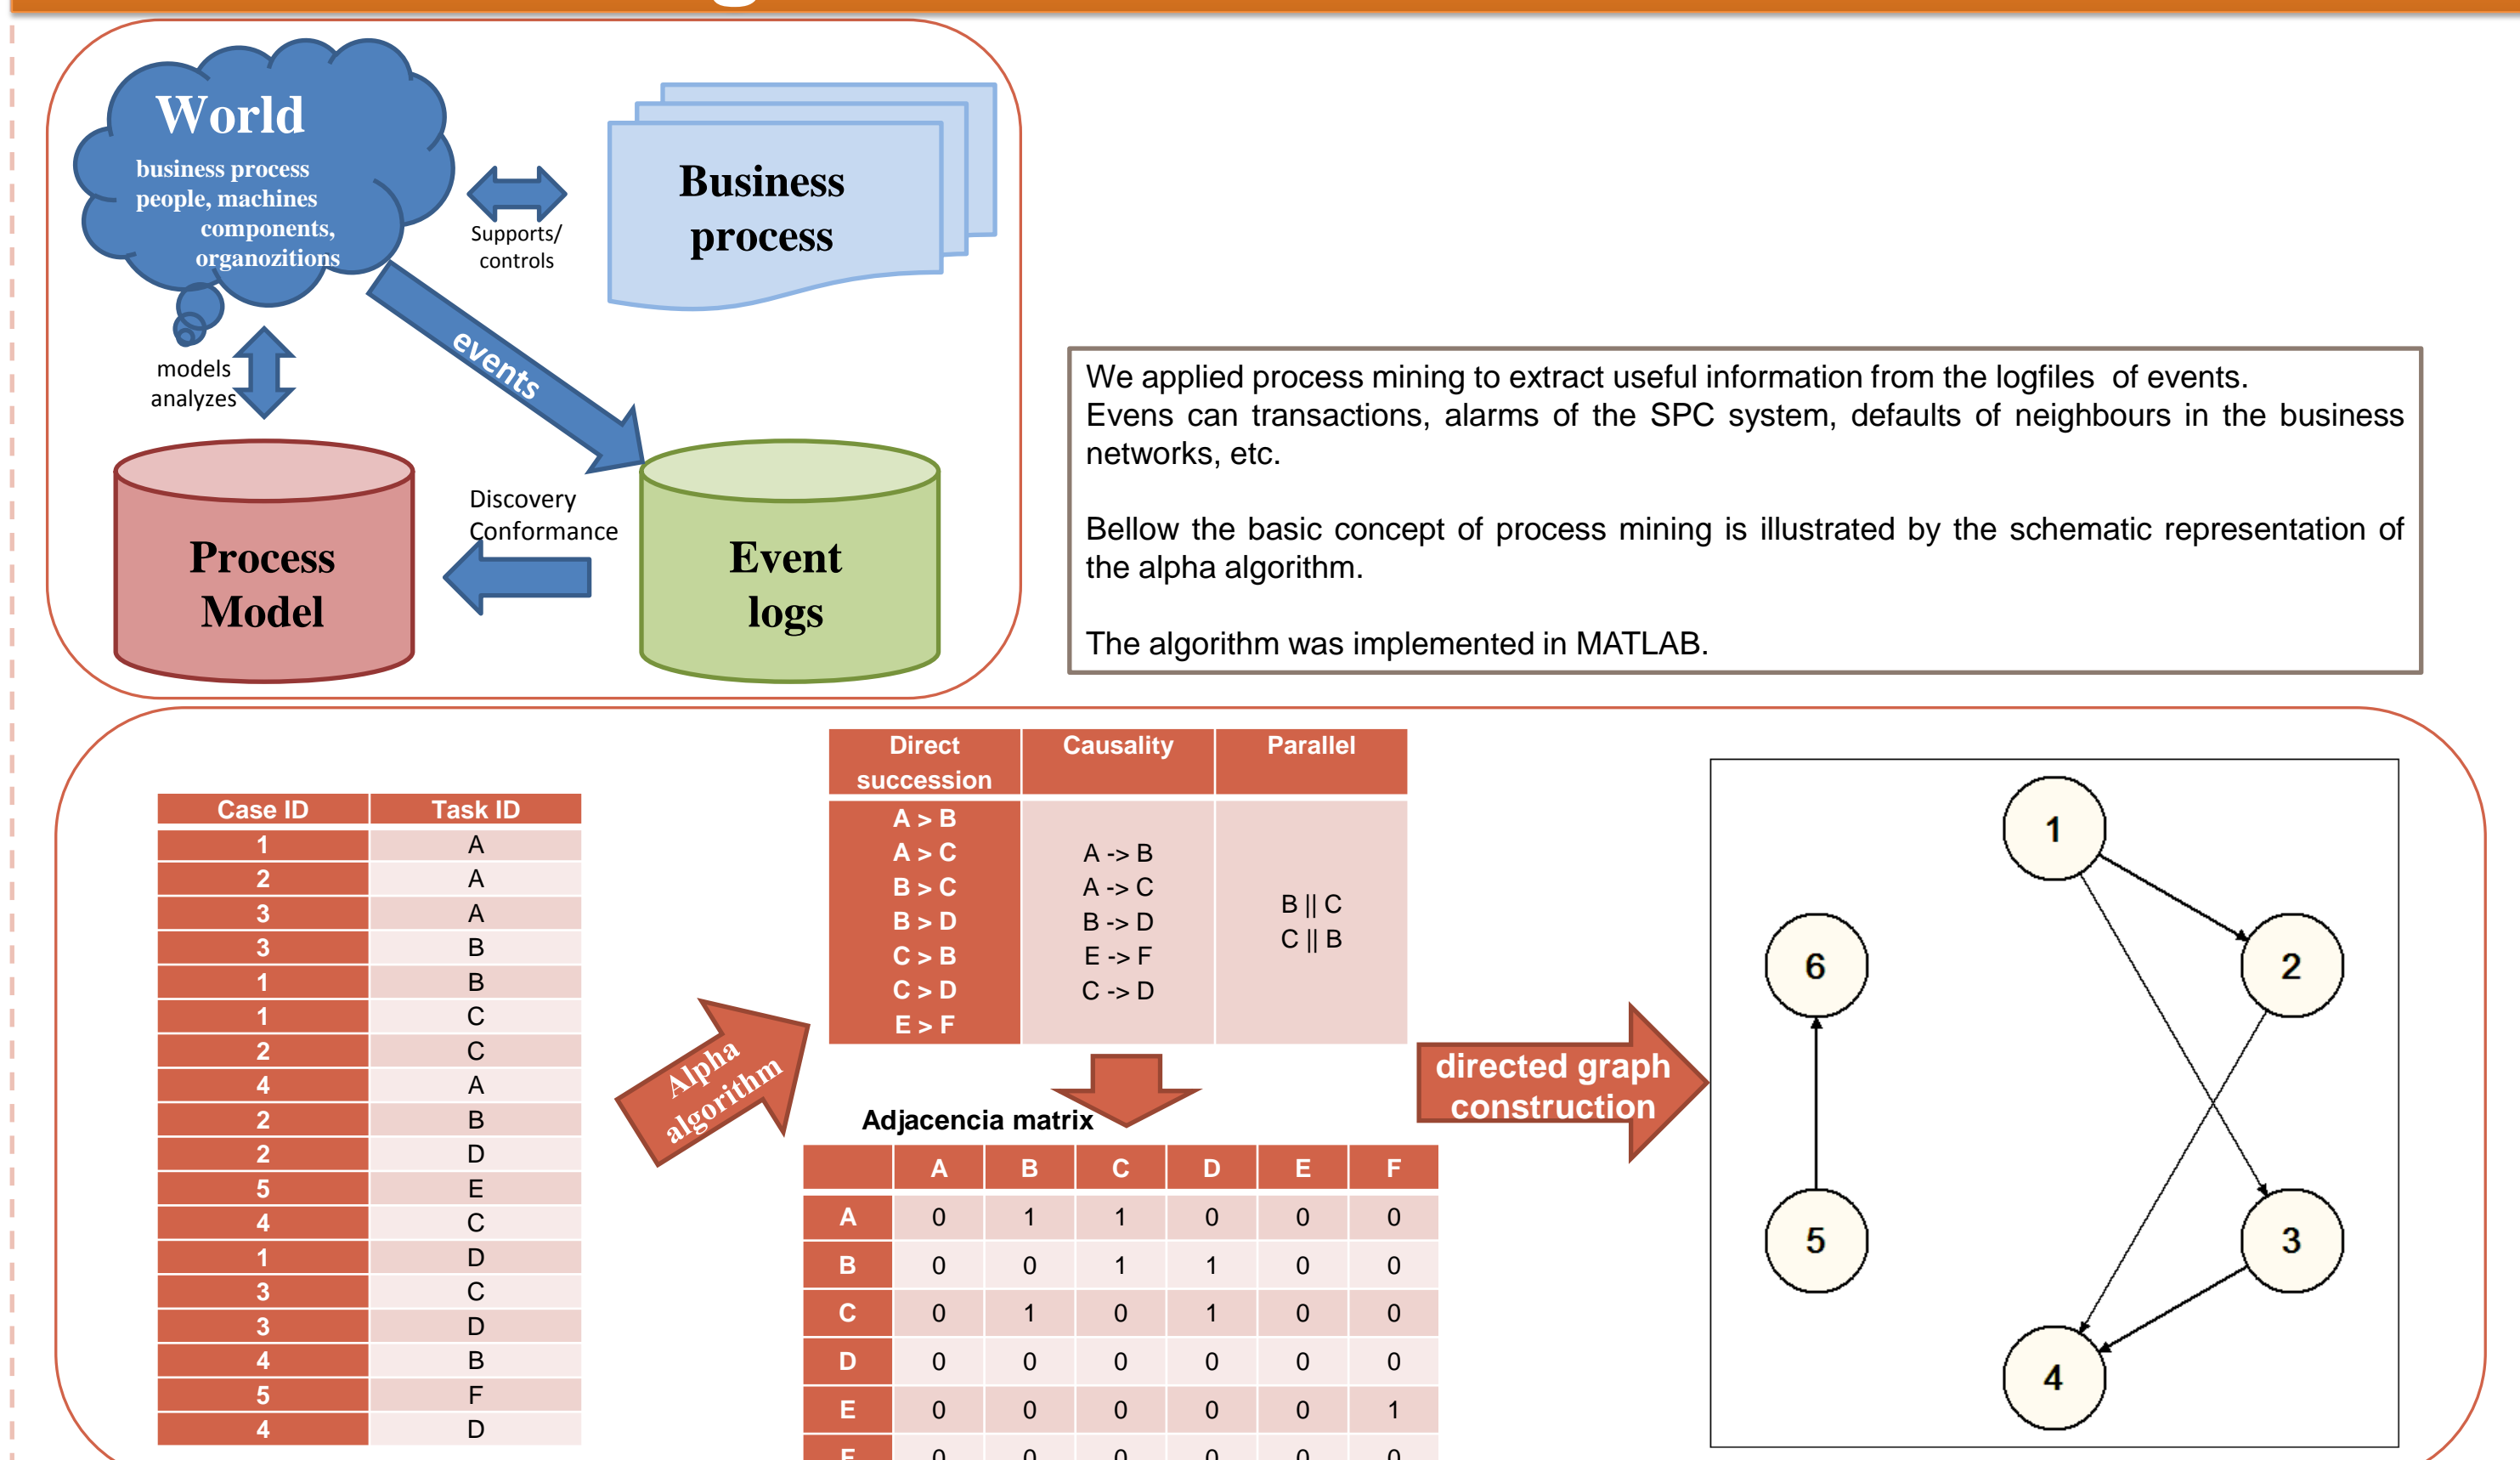 World
business process
people, machines
components,
organozitions
Supports/
controls
Business
process
events
models
analyzes
Discovery
Conformance
Process
Model
Event
logs
We applied process mining to extract useful information from the logfiles of events.
Evens can transactions, alarms of the SPC system, defaults of neighbours in the business
networks, etc.
Bellow the basic concept of process mining is illustrated by the schematic representation of
the alpha algorithm.
The algorithm was implemented in MATLAB.
Case ID Task ID
1 A
2 A
3 A
3 B
1 B
1 C
2 C
4 A
2 B
2 D
5 E
4 C
1 D
3 C
3 D
4 B
5 F
4 D
Alpha
algorithm
Direct
succession
Causality
Parallel
A > B
A > C
B > C
B > D
C > B
C > D
E > F
A -> B
A -> C
B -> D
E -> F
C -> D
B || C
C || B
Adjacencia matrix
A B C D E F
A 0 1 1 0 0 0
B 0 0 1 1 0 0
C 0 1 0 1 0 0
D 0 0 0 0 0 0
E 0 0 0 0 0 1
F 0 0 0 0 0 0
directed graph
construction
1
6
2
5
3
4